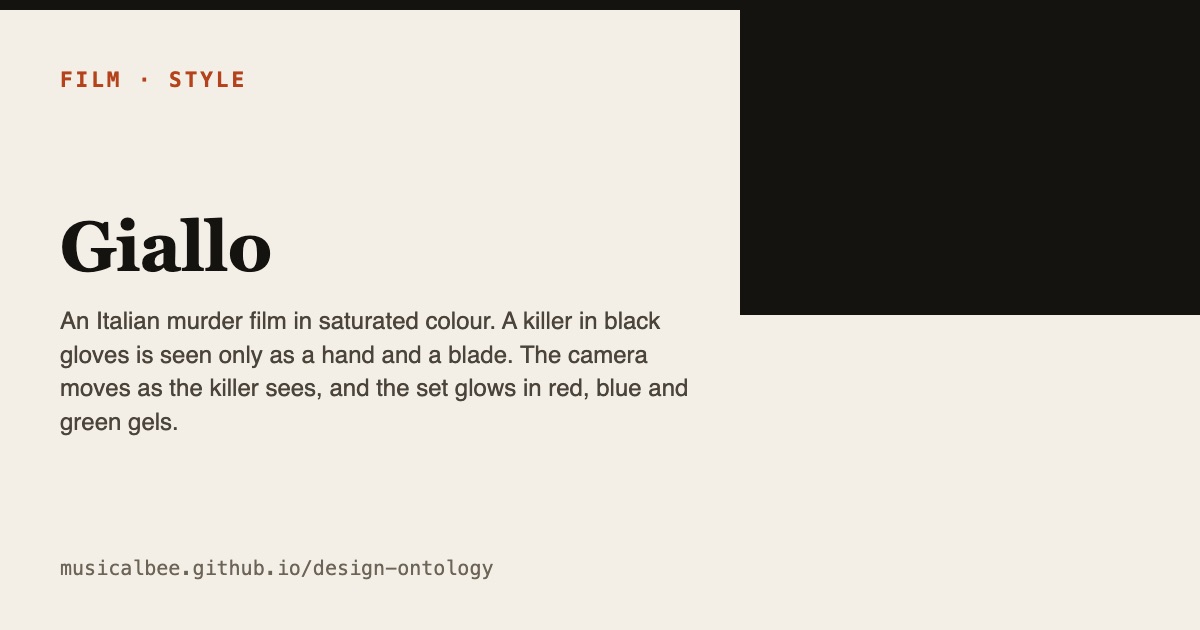 FILM · STYLE
Giallo
An Italian murder film in saturated colour. A killer in black
gloves is seen only as a hand and a blade. The camera
moves as the killer sees, and the set glows in red, blue and
green gels.
musicalbee.github.io/design-ontology